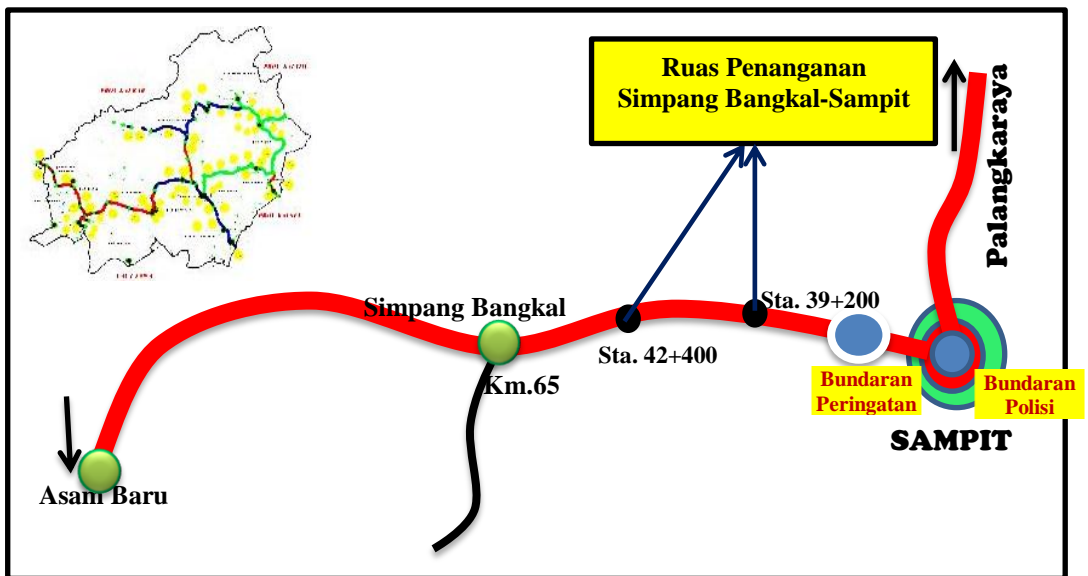 Ruas Penanganan
Simpang Bangkal-Sampit
Palangkaraya
Simpang Bangkal
Sta. 39+200
Sta. 42+400
Km.65
Bundaran
Peringatan
Bundaran
Polisi
SAMPIT
Asam Baru